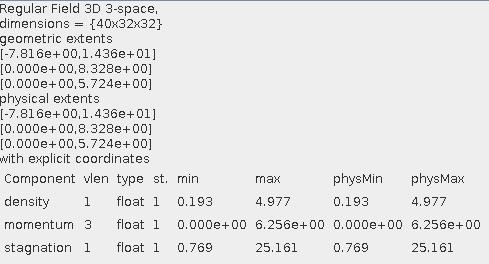 Regular Field 3D 3-space,
dimensions = {40x32x32}
geometric extents
[-7.816e+00,1.436e+01]
[0.000e+00,8.328e+00]
[0.000e+00,5.724e+00]
physical extents
[-7.816e+00,1.436e+01]
[0.000e+00,8.328e+00]
[0.000e+00,5.724e+00]
with explicit coordinates
Component vlen type st. min max physMin physMax
density 1 float 1 0.193 4.977 0.193 4.977
momentum 3 float 1 0.000e+00 6.256e+00 0.000e+00 6.256e+00
stagnation 1 float 1 0.769 25.161 0.769 25.161